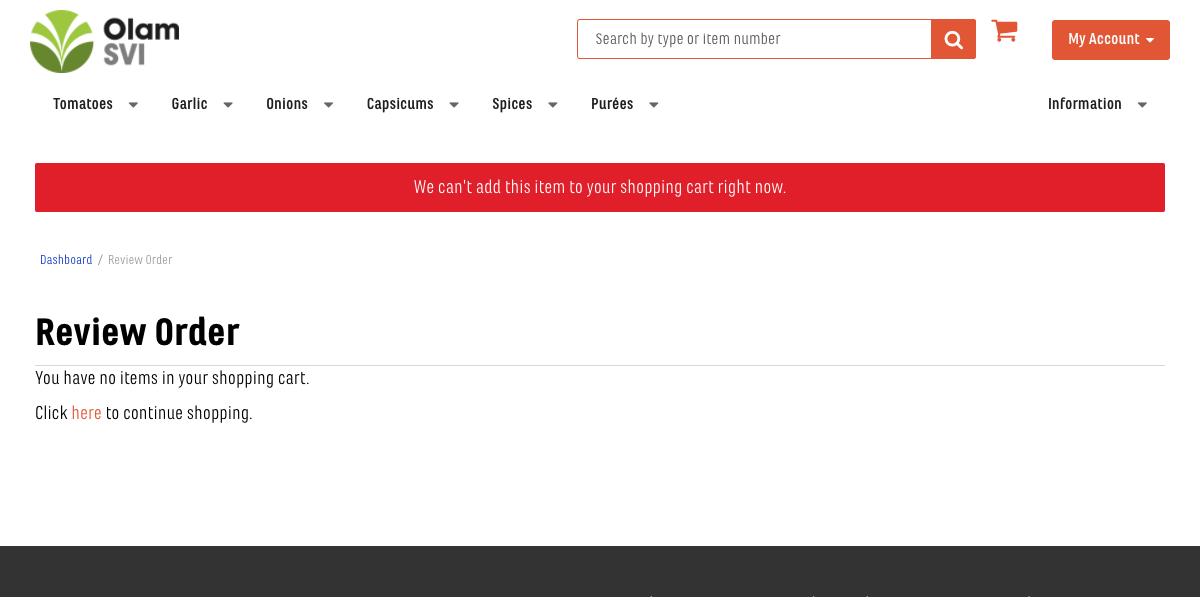 Olam
SVI
Search by type or item number
My Account
Tomatoes Garlic Onions Capsicums Spices Purées Information
We can't add this item to your shopping cart right now.
Dashboard / Review Order
Review Order
You have no items in your shopping cart.
Click here to continue shopping.